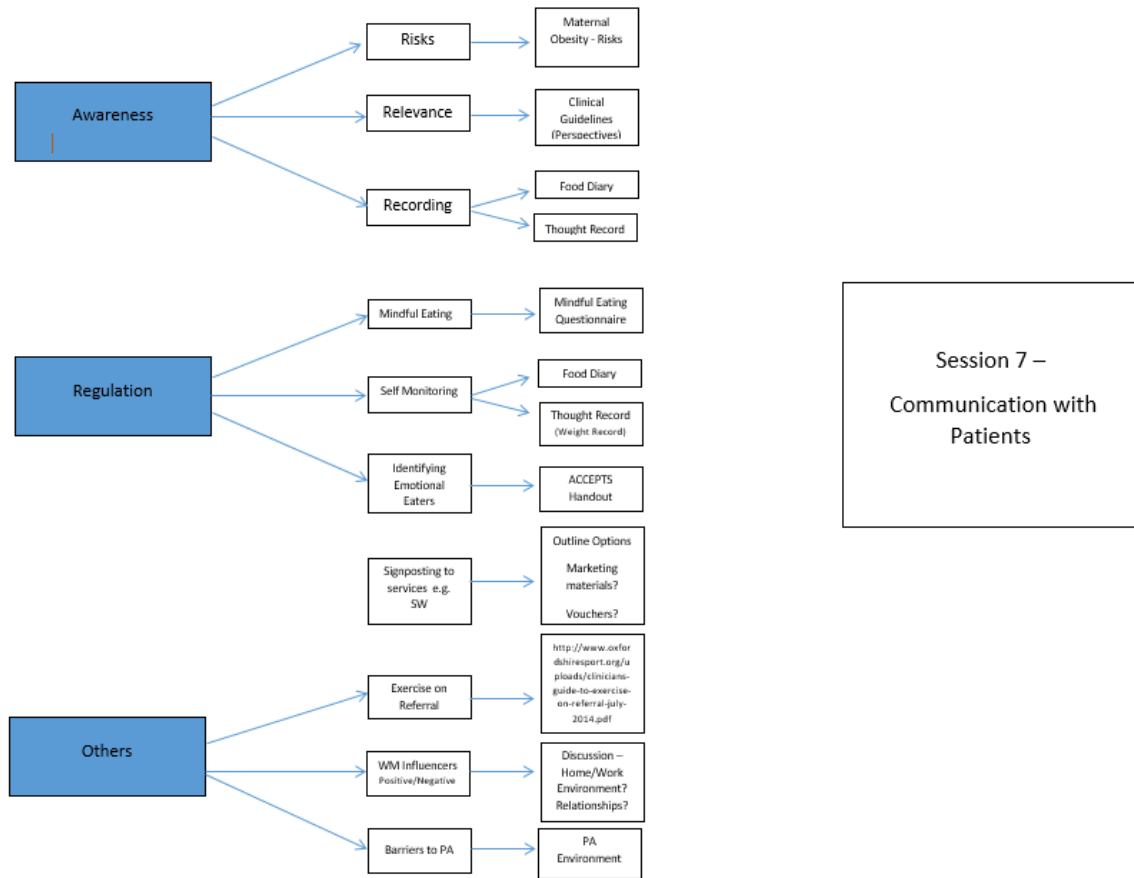 Risks
Maternal
Obesity - Risks
Awareness
Relevance
Clinical
Guidelines
(Perspectives)
Recording
Food Diary
Thought Record
Mindful Eating
Mindful Eating
Questionnaire
Regulation
Self Monitoring
Food Diary
Thought Record
(Weight Record)
Identifying
Emotional
Eaters
ACCEPTS
Handout
Signposting to
services e.g.
SW
Outline Options
Marketing
materials?
Vouchers?
Others
Exercise on
Referral
http://www.oxfor
dshiresport.org/u
ploads/clinicians-
guide-to-exercise-
on-referral-july-
2014.pdf
WM Influencers
Positive/Negative
Discussion –
Home/Work
Environment?
Relationships?
Barriers to PA
PA
Environment
Session 7 –
Communication with
Patients